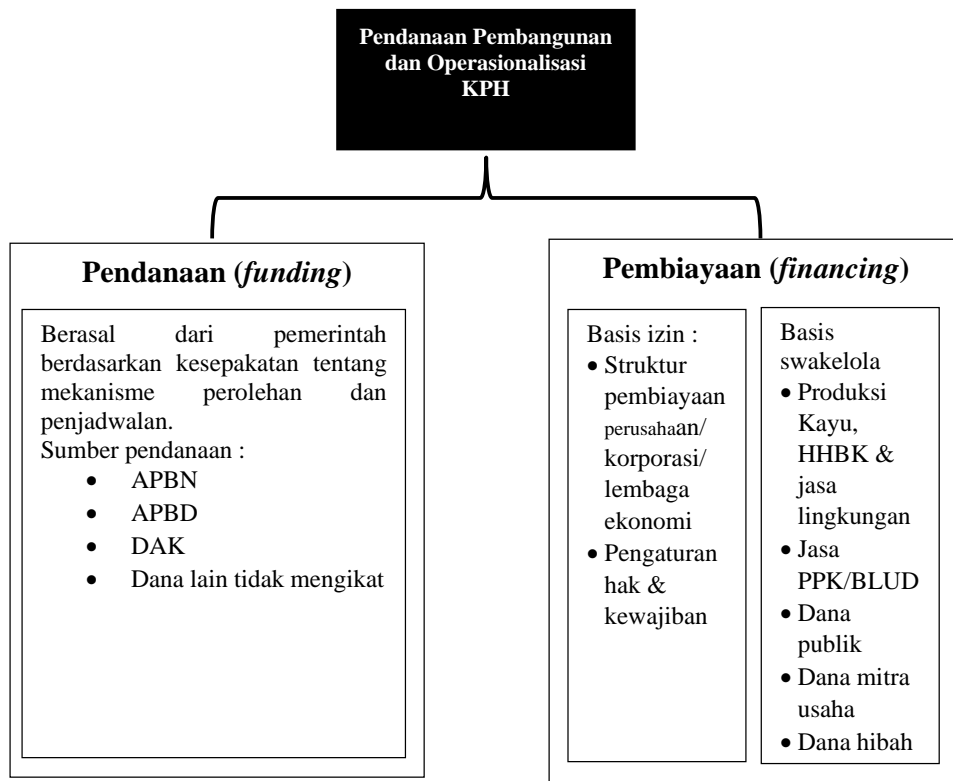 Pendanaan Pembangunan
dan Operasionalisasi
KPH
Pendanaan (funding)
Berasal dari pemerintah
berdasarkan kesepakatan tentang
mekanisme perolehan dan
penjadwalan.
Sumber pendanaan :
• APBN
• APBD
• DAK
• Dana lain tidak mengikat
Pembiayaan (financing)
Basis izin :
• Struktur
pembiayaan
perusahaan/
korporasi/
lembaga
ekonomi
• Pengaturan
hak &
kewajiban
Basis
swakelola
• Produksi
Kayu,
HHBK &
jasa
lingkungan
• Jasa
PPK/BLUD
• Dana
publik
• Dana mitra
usaha
• Dana hibah